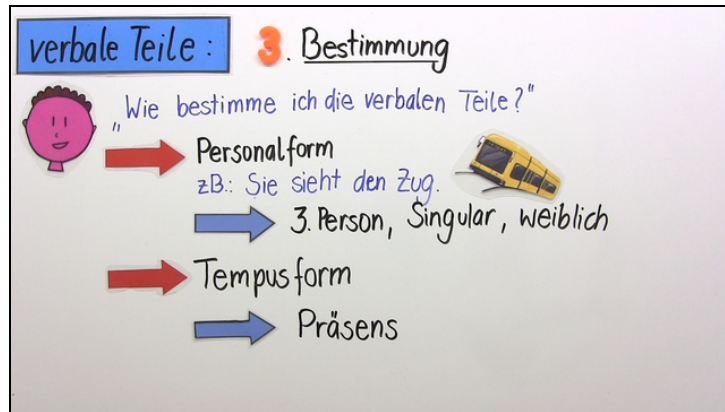 verbale Teile: 3. Bestimmung
„Wie bestimme ich die verbalen Teile?"
Personalform
zB.: Sie sieht den Zug.
3. Person, Singular, weiblich
Tempusform
Präsens